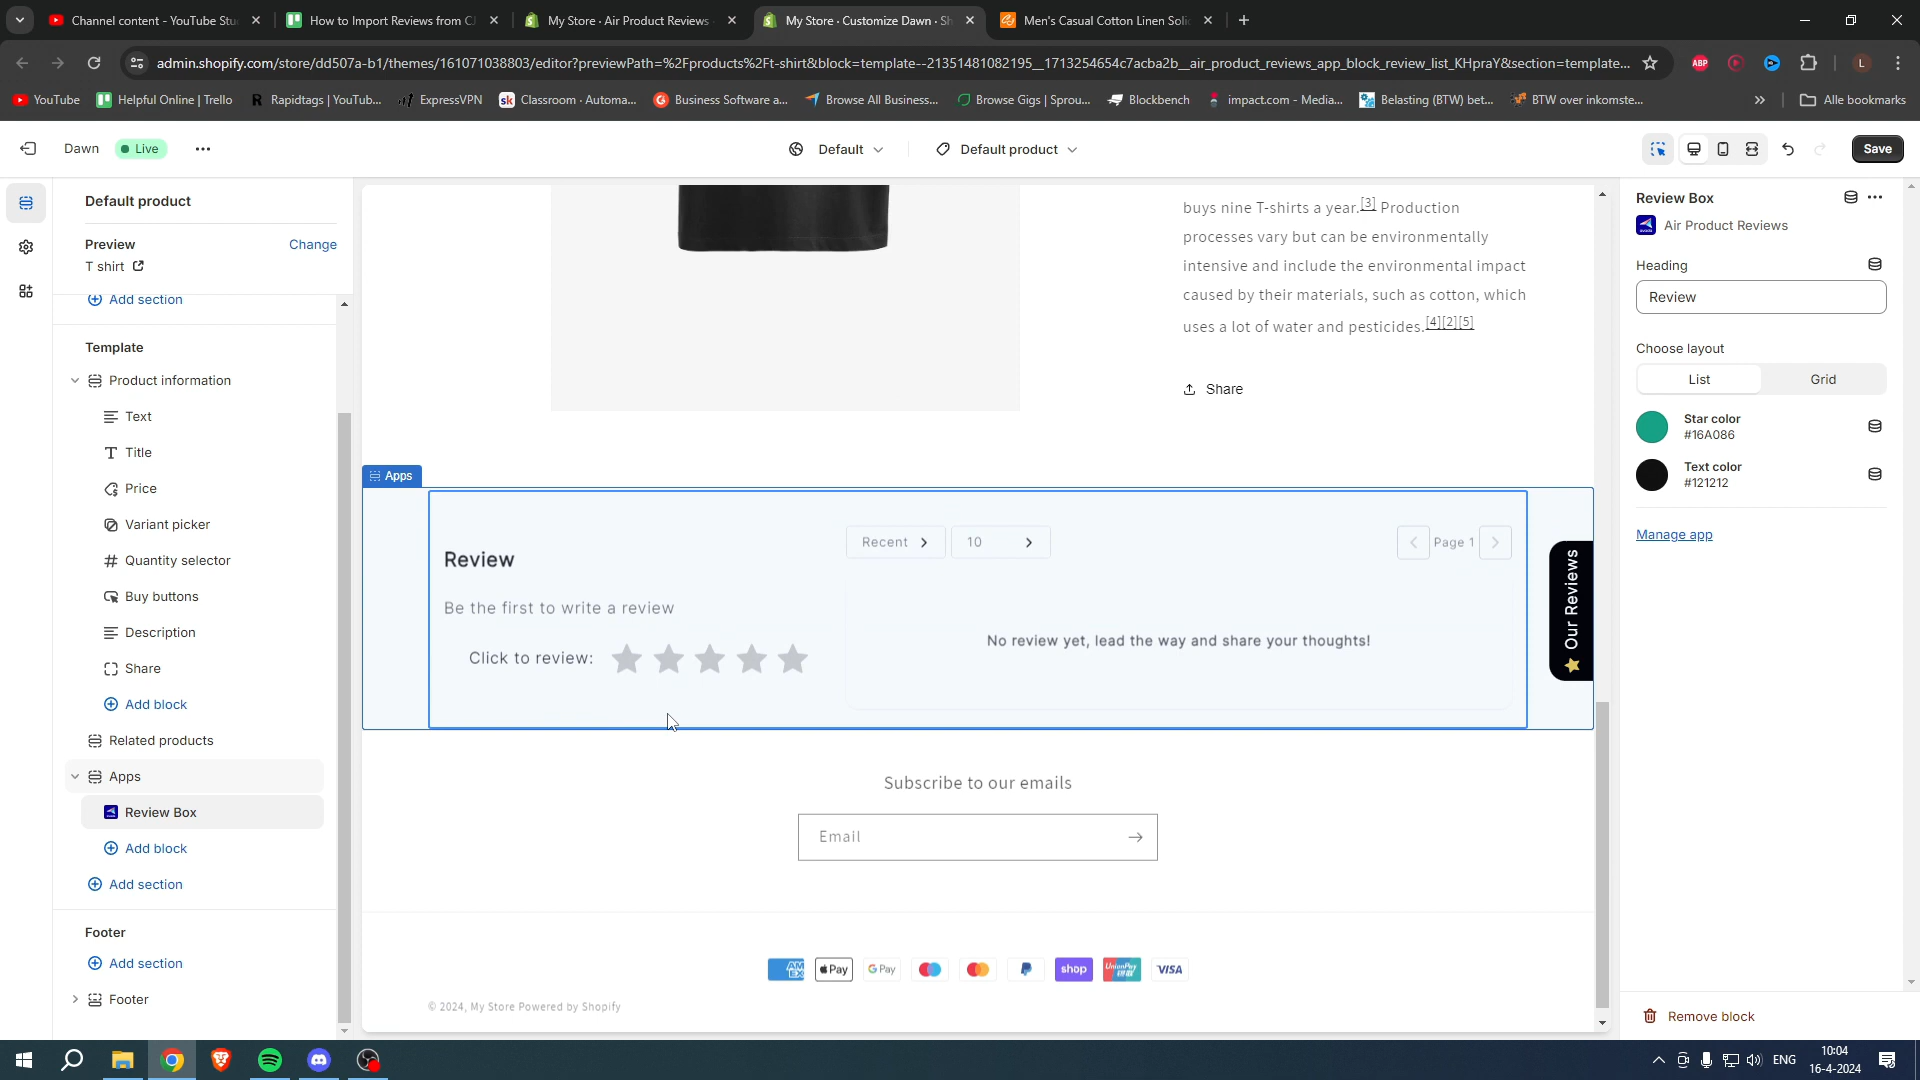 Channel content - YouTube Stu
How to Import Reviews from C
My Store · Air Product Reviews
My Store · Customize Dawn · Sh
Men's Casual Cotton Linen Soli
admin.shopify.com/store/dd507a-b1/themes/161071038803/editor?previewPath=%2Fproducts%2Ft-shirt&block=template--21351481082195__1713254654c7acba2b__air_product_reviews_app_block_review_list_KHpraY&section=template...
ABP
L
YouTube
Helpful Online | Trello
Rapidtags | YouTub...
ExpressVPN
Classroom · Automa...
Business Software a...
Browse All Business...
Browse Gigs | Sprou...
Blockbench
impact.com - Media...
Belasting (BTW) bet...
BTW over inkomste...
Alle bookmarks
Dawn
Live
Default
Default product
Save
Default product
Preview
Change
T shirt
Add section
Template
Product information
Text
Title
Price
Variant picker
Quantity selector
Buy buttons
Description
Share
Add block
Related products
Apps
Review Box
Add block
Add section
Footer
Add section
Footer
buys nine T-shirts a year.[3] Production
processes vary but can be environmentally
intensive and include the environmental impact
caused by their materials, such as cotton, which
uses a lot of water and pesticides.[4][2][5]
Share
Apps
Review
Be the first to write a review
Click to review:
Recent
10
Page 1
No review yet, lead the way and share your thoughts!
Our Reviews
Subscribe to our emails
Email
Pay
G Pay
shop
UnionPay
VISA
© 2024, My Store Powered by Shopify
Review Box
Air Product Reviews
Heading
Review
Choose layout
List
Grid
Star color
#16A086
Text color
#121212
Manage app
Remove block
ENG
10:04
16-4-2024